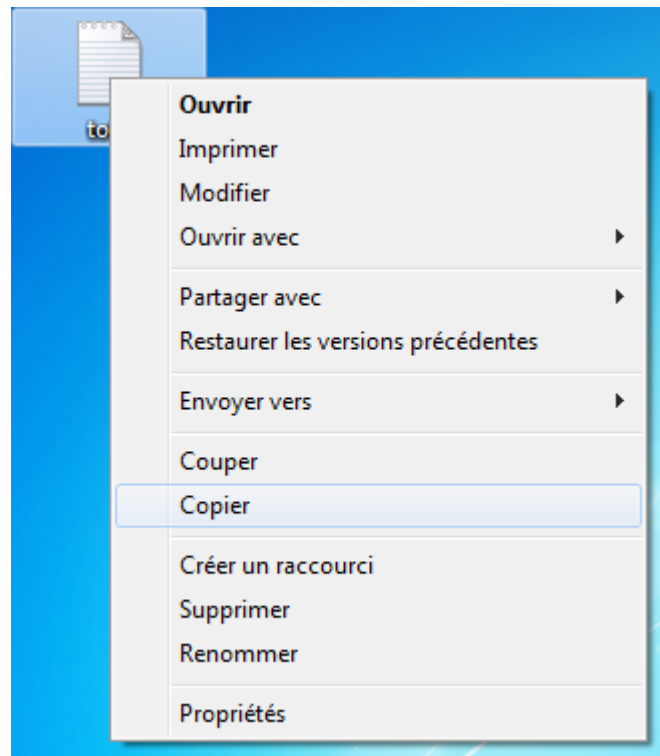 Ouvrir
Imprimer
Modifier
Ouvrir avec
Partager avec
Restaurer les versions précédentes
Envoyer vers
Couper
Copier
Créer un raccourci
Supprimer
Renommer
Propriétés